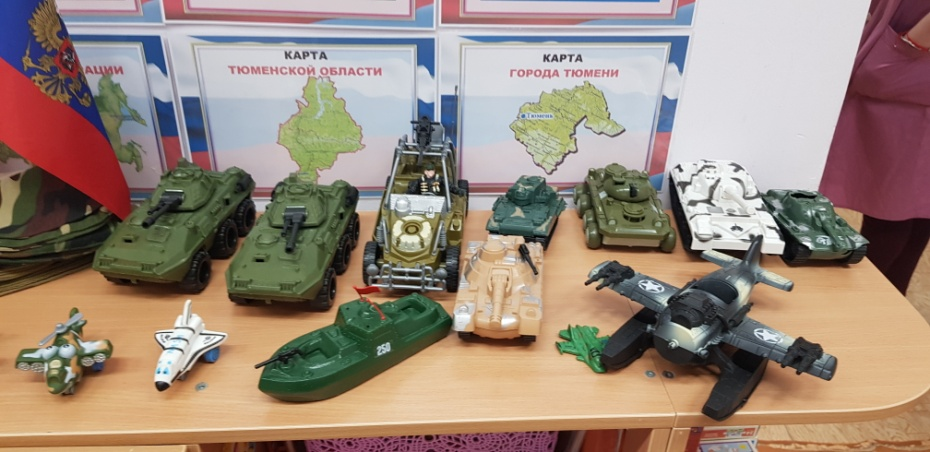 АЦИИ
КАРТА
ТЮМЕНСКОЙ ОБЛАСТИ
КАРТА
ГОРОДА ТЮМЕНИ
Тюмень
250